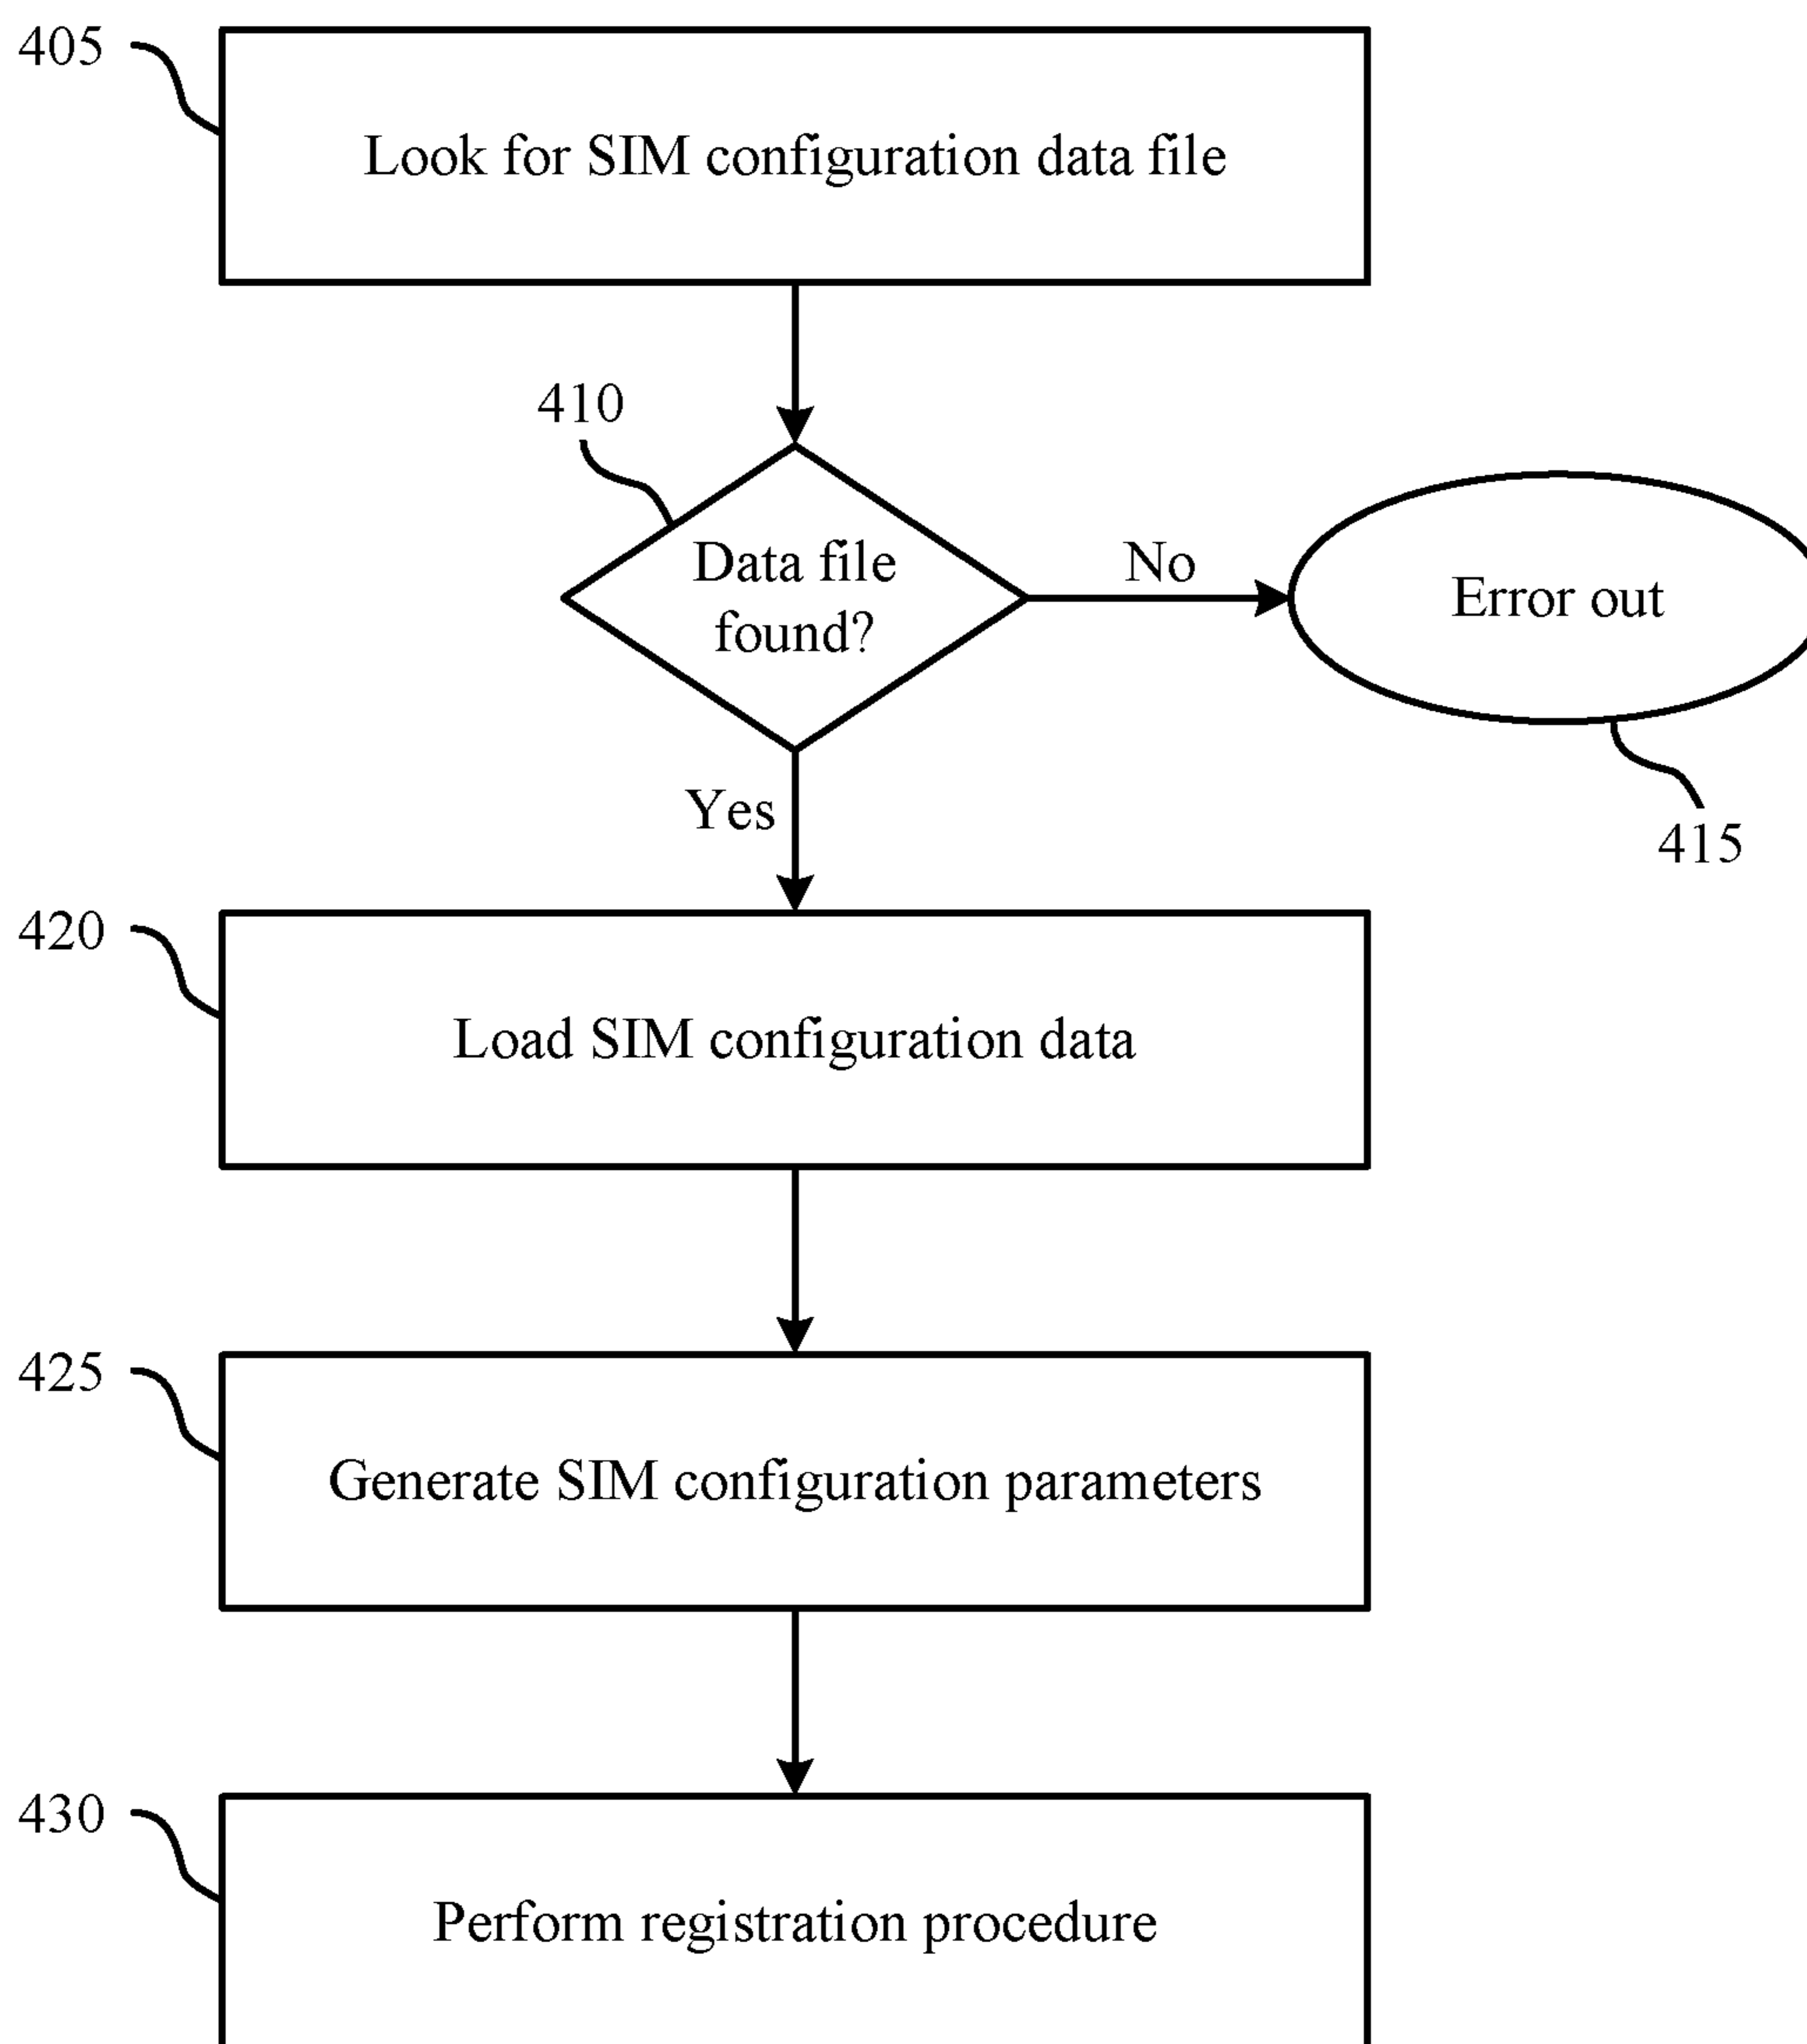 405
Look for SIM configuration data file
410
Data file
found?
No
Error out
Yes
415
420
Load SIM configuration data
425
Generate SIM configuration parameters
430
Perform registration procedure